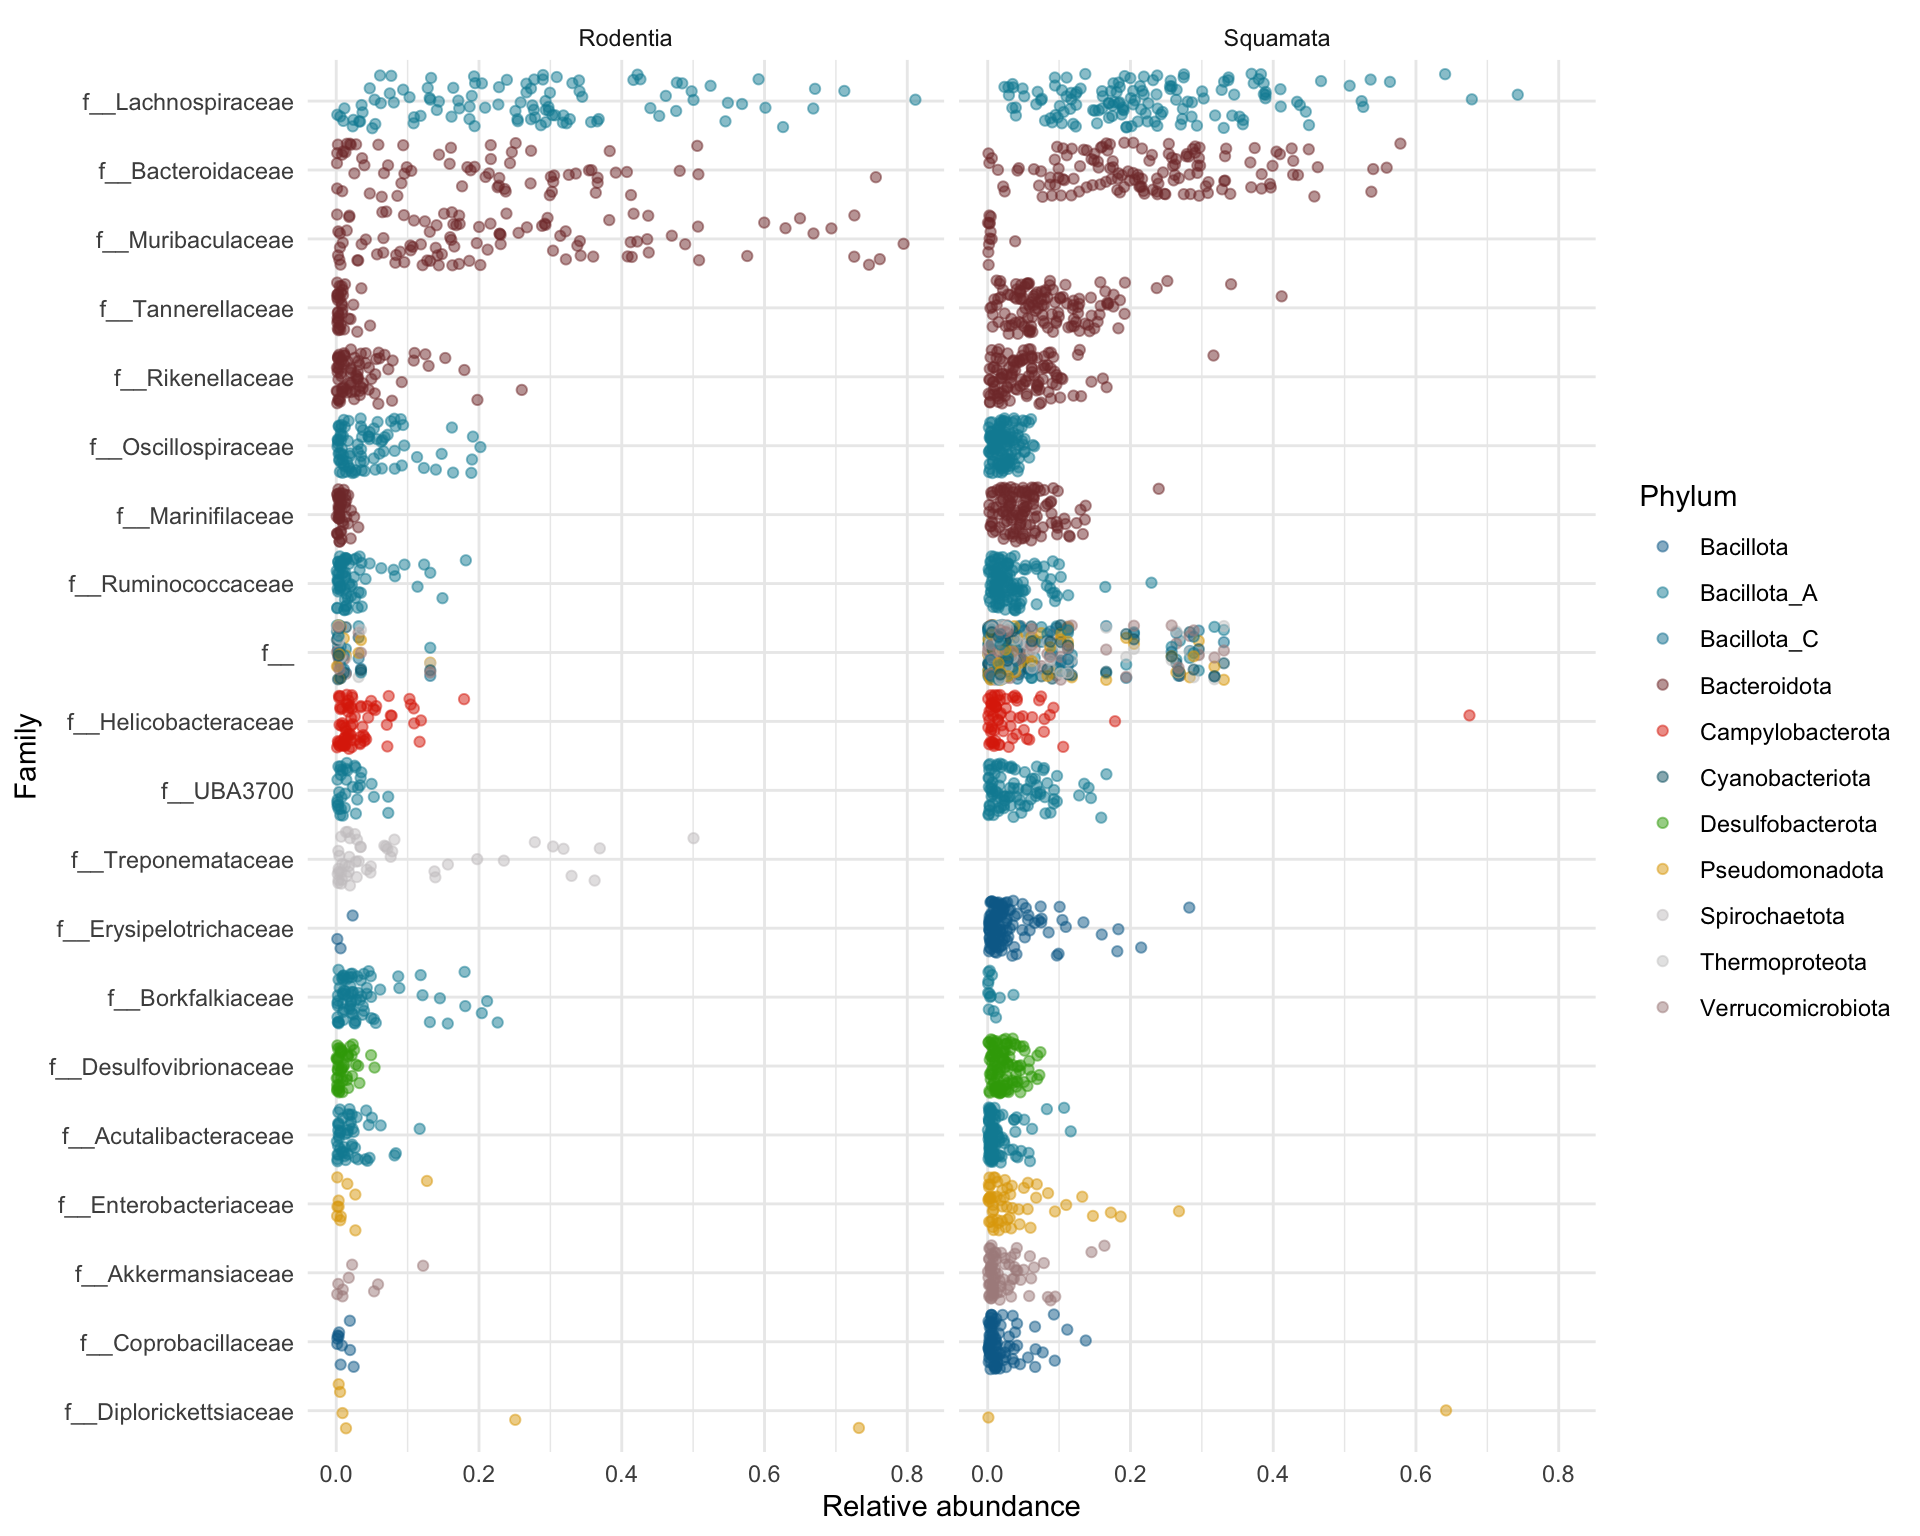 Rodentia
Squamata
Family
f__Lachnospiraceae
f__Bacteroidaceae
f__Muribaculaceae
f__Tannerellaceae
f__Rikenellaceae
f__Oscillospiraceae
f__Marinifilaceae
f__Ruminococcaceae
f__
f__Helicobacteraceae
f__UBA3700
f__Treponemataceae
f__Erysipelotrichaceae
f__Borkfalkiaceae
f__Desulfovibrionaceae
f__Acutalibacteraceae
f__Enterobacteriaceae
f__Akkermansiaceae
f__Coprobacillaceae
f__Diplorickettsiaceae
0.0 0.2 0.4 0.6 0.8
0.0 0.2 0.4 0.6 0.8
Relative abundance
Phylum
Bacillota
Bacillota_A
Bacillota_C
Bacteroidota
Campylobacterota
Cyanobacteriota
Desulfobacterota
Pseudomonadota
Spirochaetota
Thermoproteota
Verrucomicrobiota